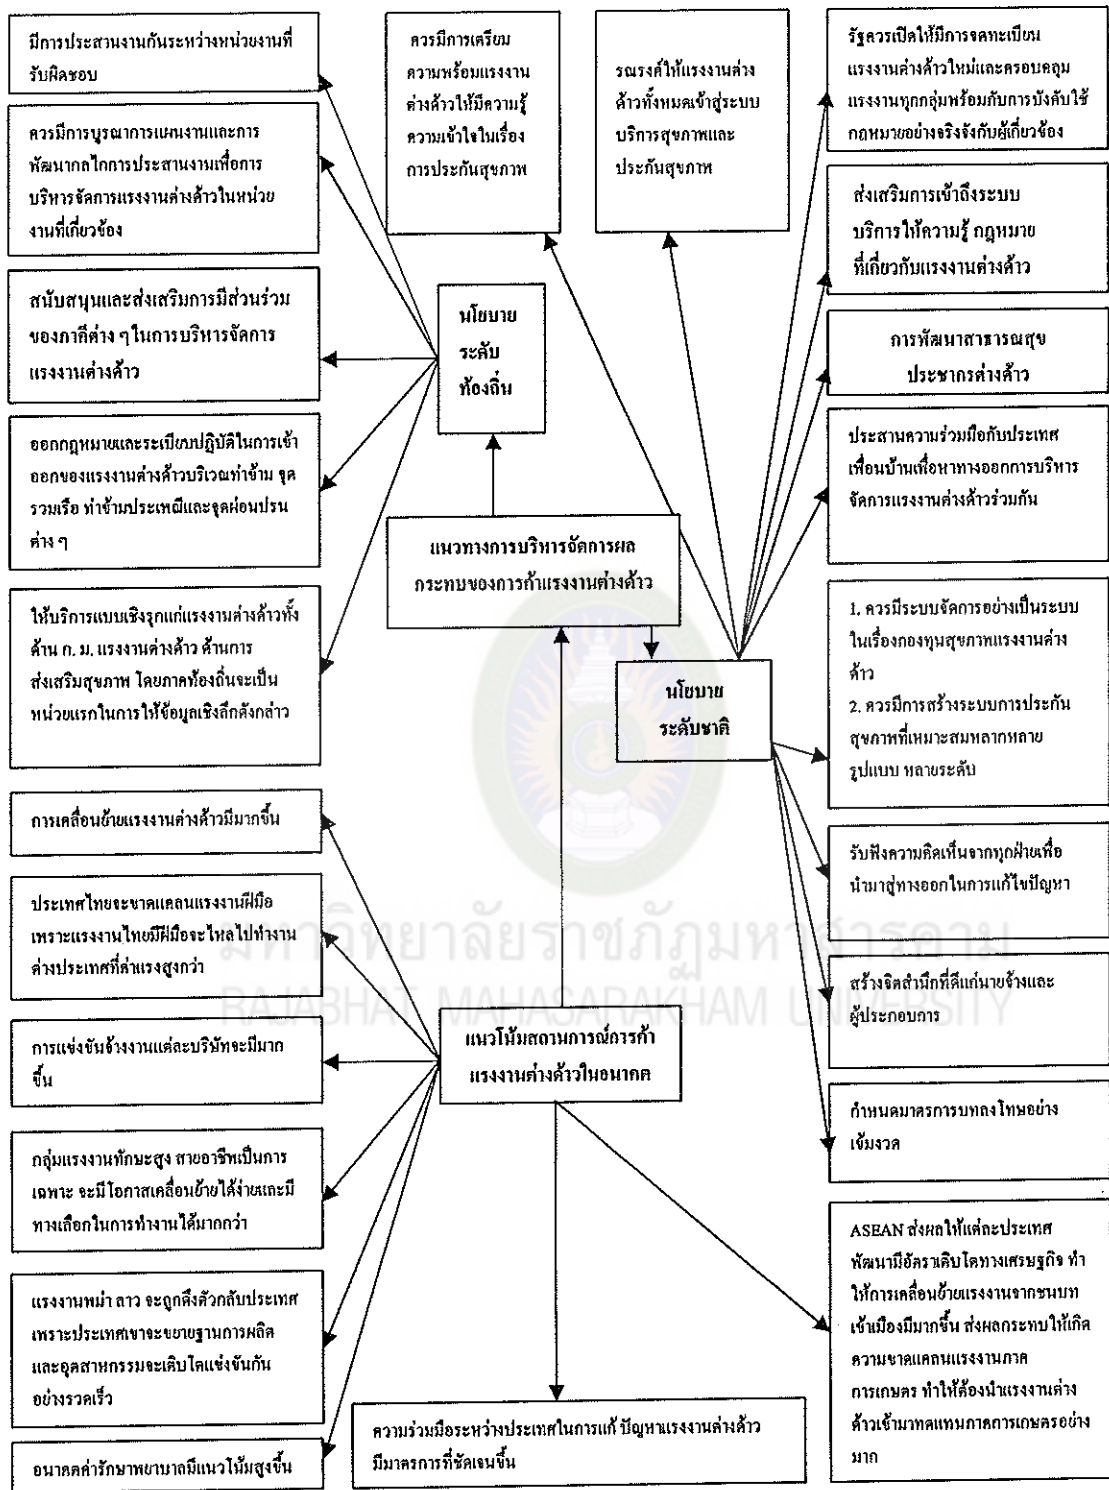 มีการประสานงานกันระหว่างหน่วยงานที่
รับผิดชอบ
ควรมีการบูรณาการแผนงานและการ
พัฒนากลไกการประสานงานเพื่อการ
บริหารจัดการแรงงานต่างด้าวในหน่วย
งานที่เกี่ยวข้อง
สนับสนุนและส่งเสริมการมีส่วนร่วม
ของภาคีต่าง ๆ ในการบริหารจัดการ
แรงงานต่างด้าว
ออกกฎหมายและระเบียบปฏิบัติในการเข้า
ออกของแรงงานต่างด้าวบริเวณท่าข้าม จุด
รวมเรือ ท่าข้ามประเพณีและจุดผ่อนปรน
ต่าง ๆ
ให้บริการแบบเชิงรุกแก่แรงงานต่างด้าวทั้ง
ด้าน ก. ม. แรงงานต่างด้าว ด้านการ
ส่งเสริมสุขภาพ โดยภาคท้องถิ่นจะเป็น
หน่วยแรกในการให้ข้อมูลเชิงลึกดังกล่าว
ควรมีการเตรียม
ความพร้อมแรงงาน
ต่างด้าวให้มีความรู้
ความเข้าใจในเรื่อง
การประกันสุขภาพ
รณรงค์ให้แรงงานต่าง
ด้าวทั้งหมดเข้าสู่ระบบ
บริการสุขภาพและ
ประกันสุขภาพ
นโยบาย
ระดับ
ท้องถิ่น
แนวทางการบริหารจัดการผล
กระทบของการค้าแรงงานต่างด้าว
นโยบาย
ระดับชาติ
รัฐควรเปิดให้มีการจดทะเบียน
แรงงานต่างด้าวใหม่และครอบคลุม
แรงงานทุกกลุ่มพร้อมกับการบังคับใช้
กฎหมายอย่างจริงจังกับผู้เกี่ยวข้อง
ส่งเสริมการเข้าถึงระบบ
บริการให้ความรู้ กฎหมาย
ที่เกี่ยวกับแรงงานต่างด้าว
การพัฒนาสาธารณสุข
ประชากรต่างด้าว
ประสานความร่วมมือกับประเทศ
เพื่อนบ้านเพื่อหาทางออกการบริหาร
จัดการแรงงานต่างด้าวร่วมกัน
1. ควรมีระบบจัดการอย่างเป็นระบบ
ในเรื่องกองทุนสุขภาพแรงงานต่าง
ด้าว
2. ควรมีการสร้างระบบการประกัน
สุขภาพที่เหมาะสมหลากหลาย
รูปแบบ หลายระดับ
รับฟังความคิดเห็นจากทุกฝ่ายเพื่อ
นำมาสู่ทางออกในการแก้ไขปัญหา
สร้างจิตสำนึกที่ดีแก่นายจ้างและ
ผู้ประกอบการ
กำหนดมาตรการบทลงโทษอย่าง
เข้มงวด
การเคลื่อนย้ายแรงงานต่างด้าวมีมากขึ้น
ประเทศไทยจะขาดแคลนแรงงานฝีมือ
เพราะแรงงานไทยมีฝีมือจะไหลไปทำงาน
ต่างประเทศที่ค่าแรงสูงกว่า
การแข่งขันจ้างงานแต่ละบริษัทจะมีมาก
ขึ้น
กลุ่มแรงงานทักษะสูง สายอาชีพเป็นการ
เฉพาะ จะมีโอกาสเคลื่อนย้ายได้ง่ายและมี
ทางเลือกในการทำงานได้มากกว่า
แรงงานพม่า ลาว จะถูกดึงตัวกลับประเทศ
เพราะประเทศเขาจะขยายฐานการผลิต
และอุตสาหกรรมจะเติบโตแข่งขันกัน
อย่างรวดเร็ว
อนาคตค่ารักษาพยาบาลมีแนวโน้มสูงขึ้น
มหาวิทยาลัยราชภัฏมหาสารคาม
RAJABHAT MAHASARAKHAM UNIVERSITY
แนวโน้มสถานการณ์การค้า
แรงงานต่างด้าวในอนาคต
ความร่วมมือระหว่างประเทศในการแก้ ปัญหาแรงงานต่างด้าว
มีมาตรการที่ชัดเจนขึ้น
ASEAN ส่งผลให้แต่ละประเทศ
พัฒนามีอัตราเติบโตทางเศรษฐกิจ ทำ
ให้การเคลื่อนย้ายแรงงานจากชนบท
เข้าเมืองมีมากขึ้น ส่งผลกระทบให้เกิด
ความขาดแคลนแรงงานภาค
การเกษตร ทำให้ต้องนำแรงงานต่าง
ด้าวเข้ามาทดแทนภาคการเกษตรอย่าง
มาก